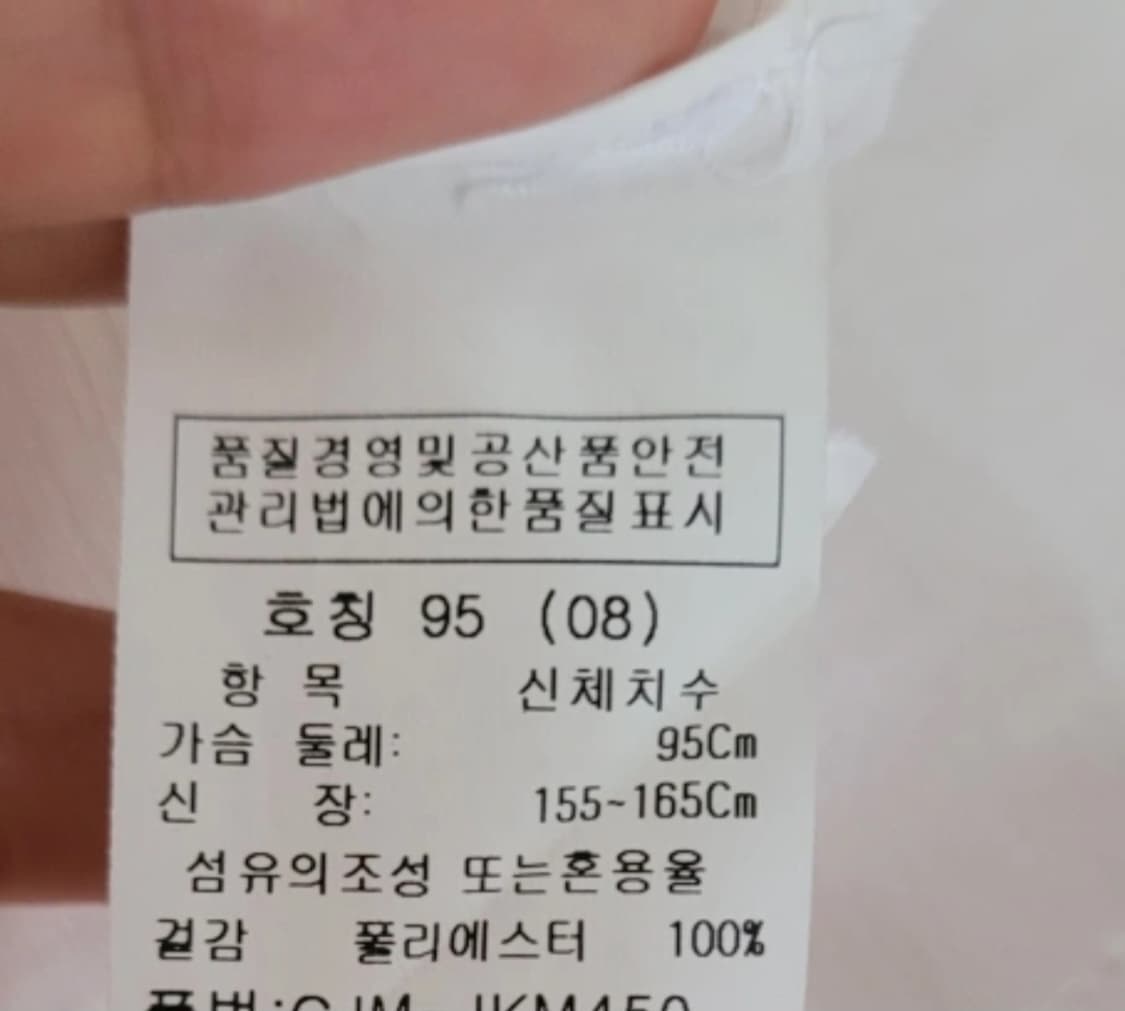 품질경영및공산품안전
관리법에의한품질표시
호칭 95 (08)
항 목 신체치수
가슴 둘레: 95Cm
신 장: 155~165Cm
섬유의조성 또는혼용율
겉감 폴리에스터 100%